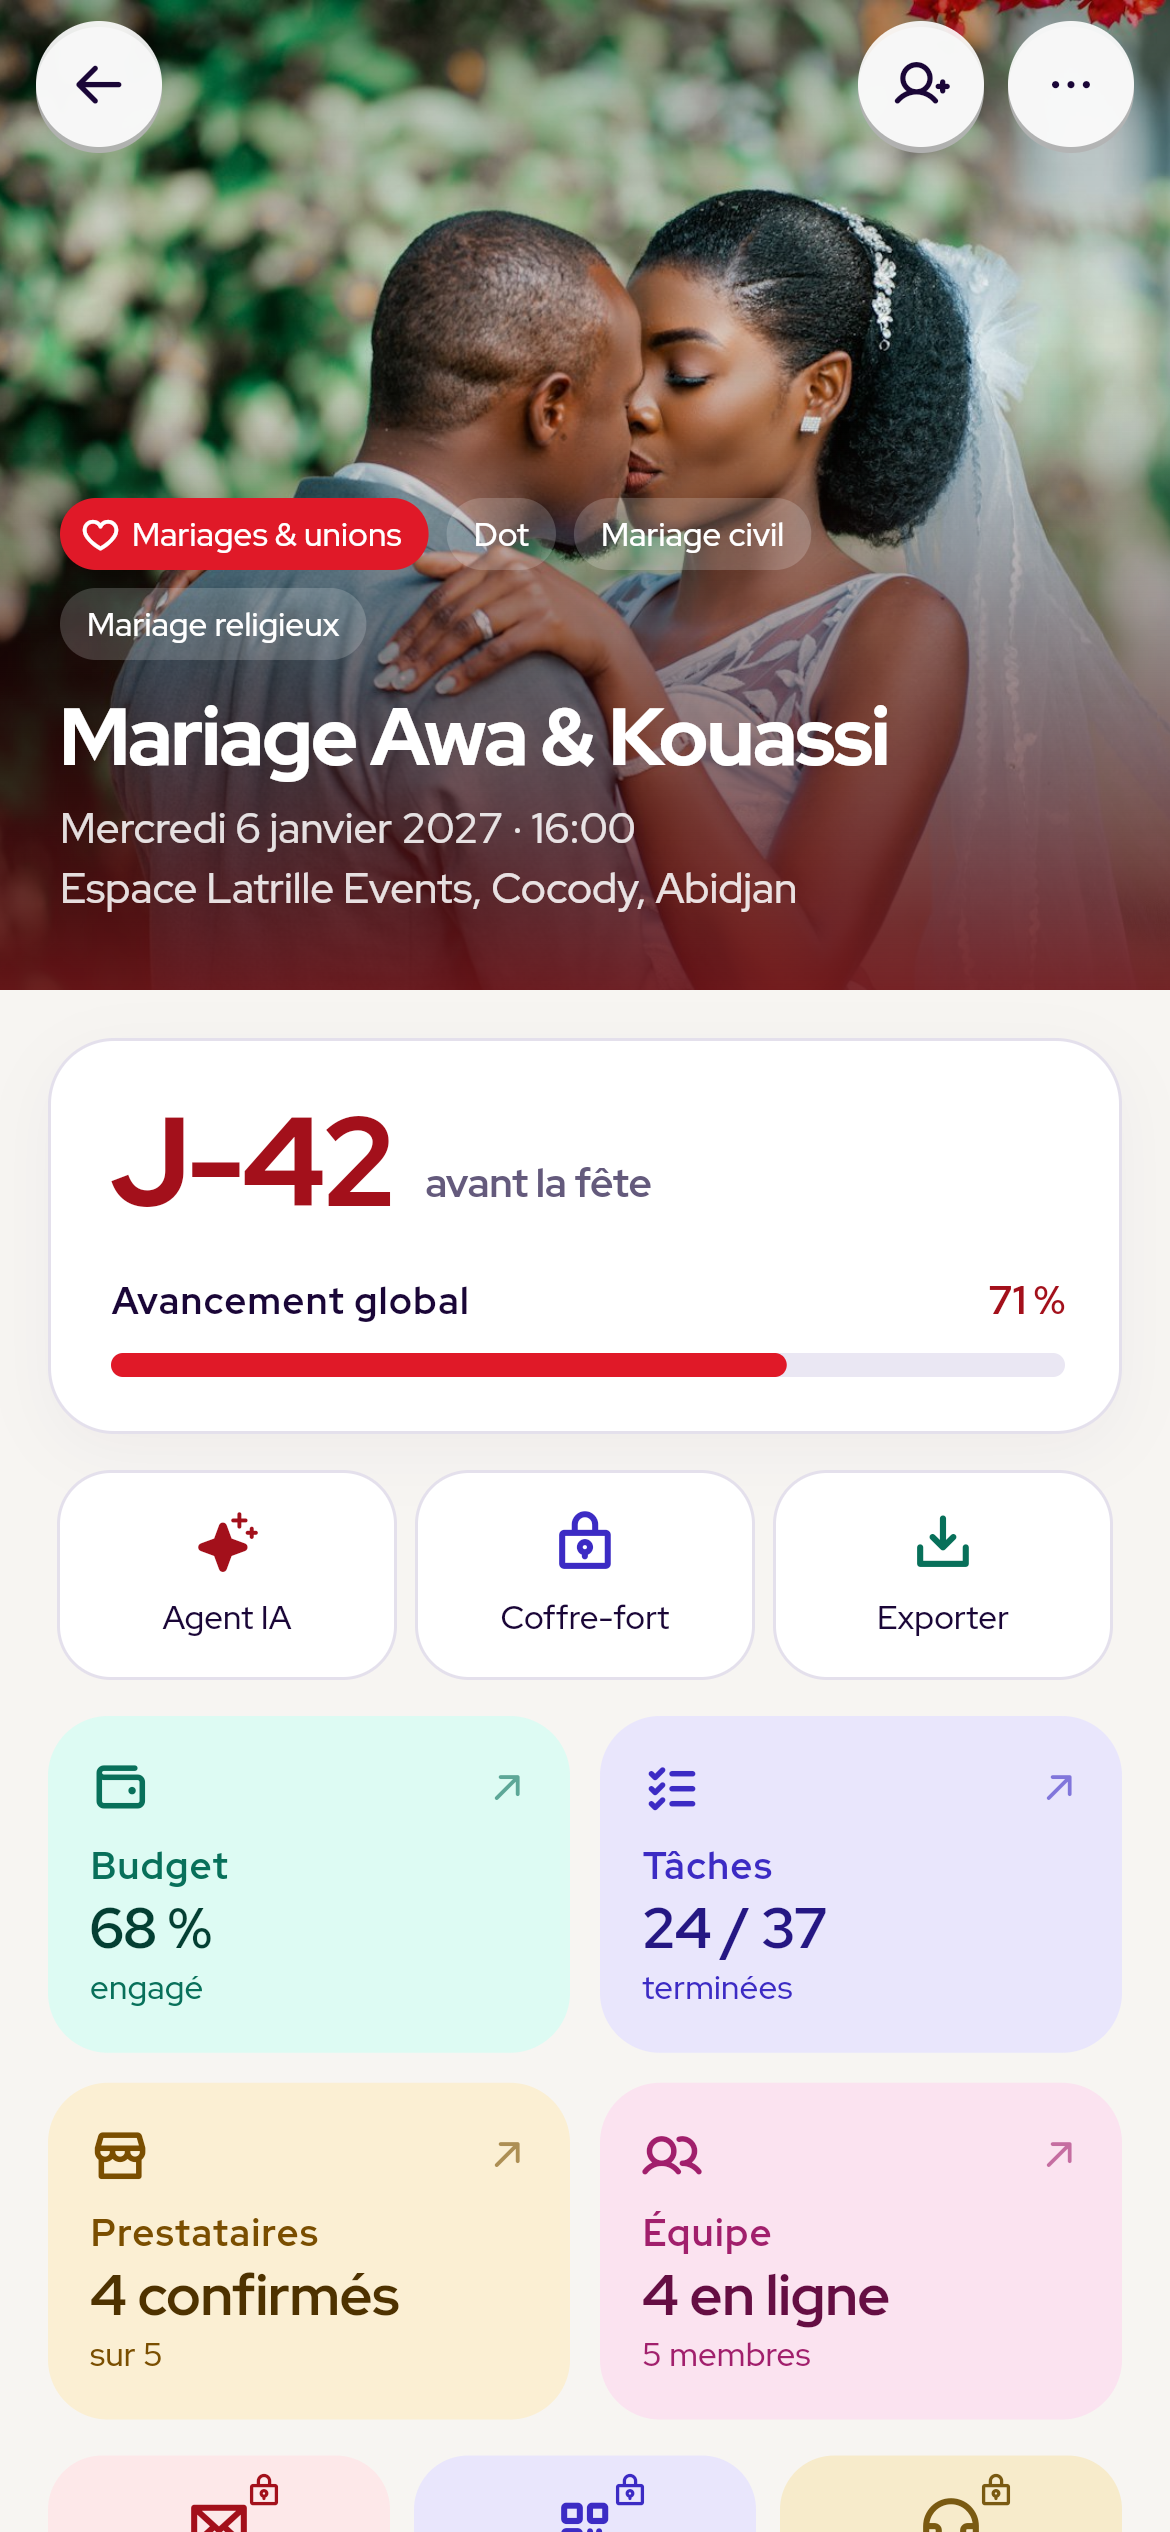 Mariages & unions
Dot
Mariage civil
Mariage religieux
Mariage Awa & Kouassi
Mercredi 6 janvier 2027 · 16:00
Espace Latrille Events, Cocody, Abidjan
J-42 avant la fête
Avancement global 71 %
Agent IA
Coffre-fort
Exporter
Budget
68 %
engagé
Tâches
24 / 37
terminées
Prestataires
4 confirmés
sur 5
Équipe
4 en ligne
5 membres